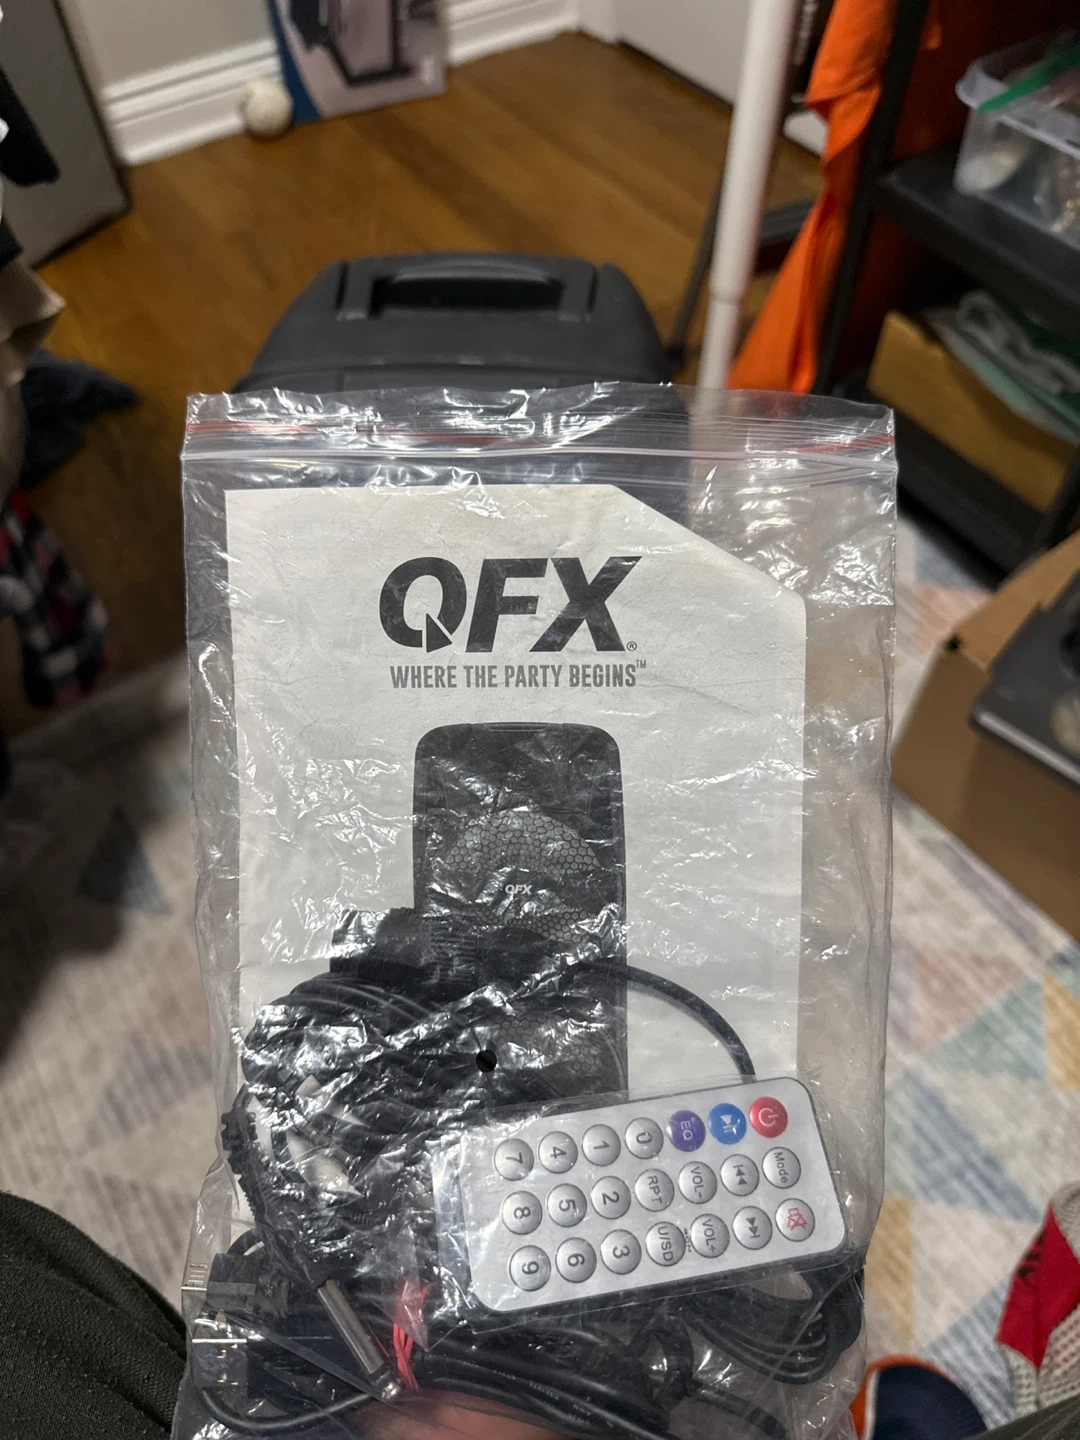 QFX®
WHERE THE PARTY BEGINS™
QFX
7 4 1 0 EQ
8 5 2 RPT VOL- Mode
9 6 3 U/SD VOL+